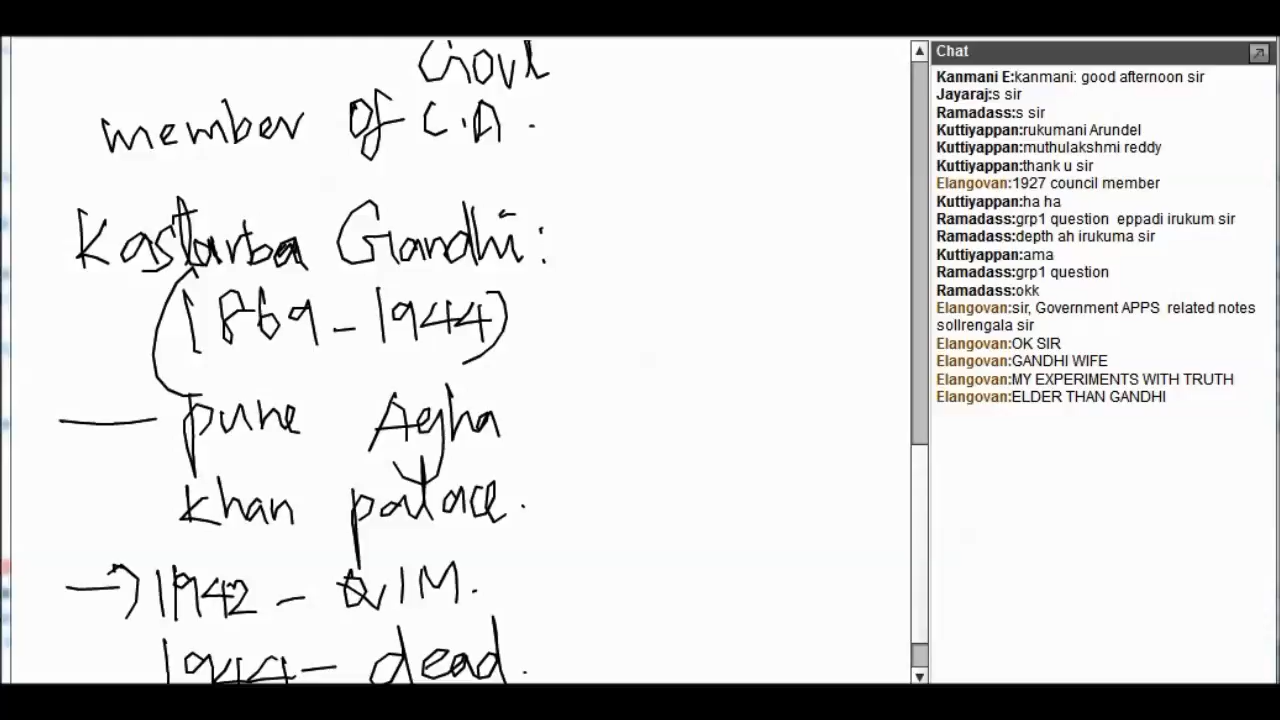 Govt
member of C.A.
Kasturba Gandhi:
(1869 - 1944)
— pune Agha
khan palace.
→ 1942 - QIM.
1944 - dead.
Chat
Kanmani E:kanmani: good afternoon sir
Jayaraj:s sir
Ramadass:s sir
Kuttiyappan:rukumani Arundel
Kuttiyappan:muthulakshmi reddy
Kuttiyappan:thank u sir
Elangovan:1927 council member
Kuttiyappan:ha ha
Ramadass:grp1 question eppadi irukum sir
Ramadass:depth ah irukuma sir
Kuttiyappan:ama
Ramadass:grp1 question
Ramadass:okk
Elangovan:sir, Government APPS related notes
sollrengala sir
Elangovan:OK SIR
Elangovan:GANDHI WIFE
Elangovan:MY EXPERIMENTS WITH TRUTH
Elangovan:ELDER THAN GANDHI